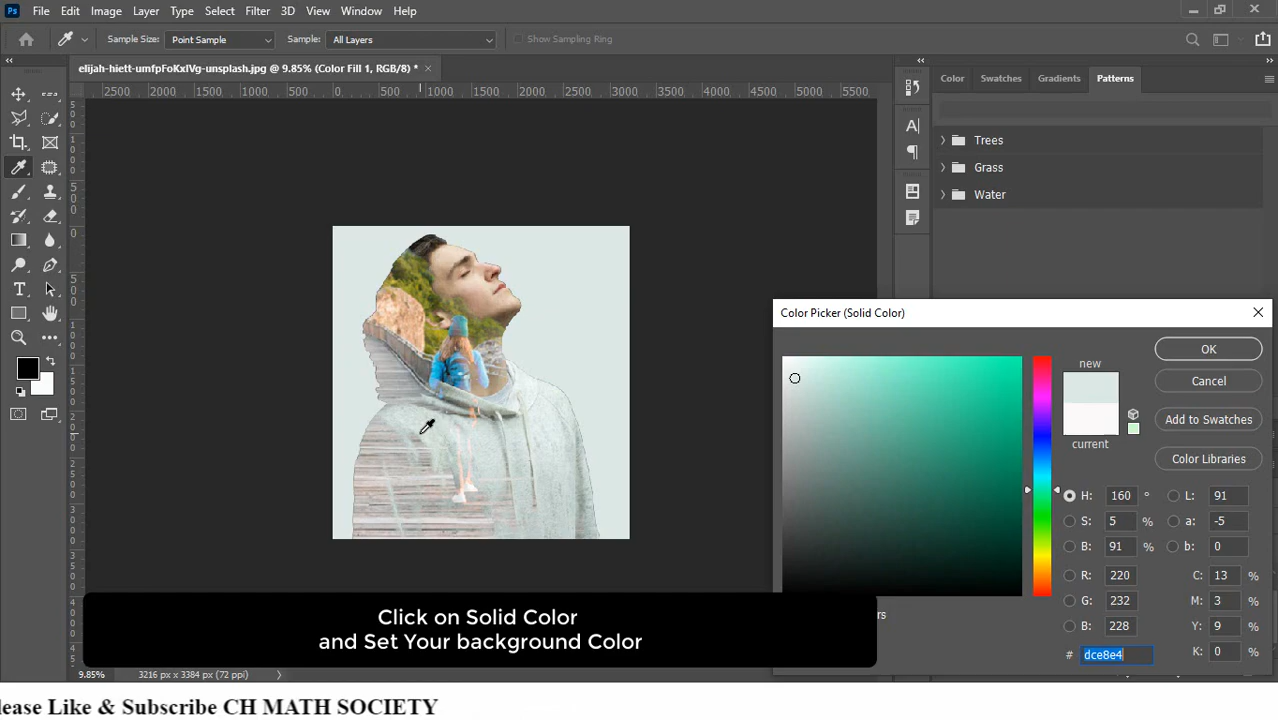 Ps File Edit Image Layer Type Select Filter 3D View Window Help
Sample Size: Point Sample Sample: All Layers Show Sampling Ring
elijah-hiett-umfpFoKxIVg-unsplash.jpg @ 9.85% (Color Fill 1, RGB/8) *
2500 2000 1500 1000 500 0 500 1000 1500 2000 2500 3000 3500 4000 4500 5000 5500
Color Swatches Gradients Patterns
Trees
Grass
Water
Color Picker (Solid Color)
new
current
OK
Cancel
Add to Swatches
Color Libraries
H: 160 ° L: 91
S: 5 % a: -5
B: 91 % b: 0
R: 220 C: 13 %
G: 232 M: 3 %
B: 228 Y: 9 %
# dce8e4 K: 0 %
Click on Solid Color
and Set Your background Color
9.85% 3216 px x 3384 px (72 ppi)
lease Like & Subscribe CH MATH SOCIETY